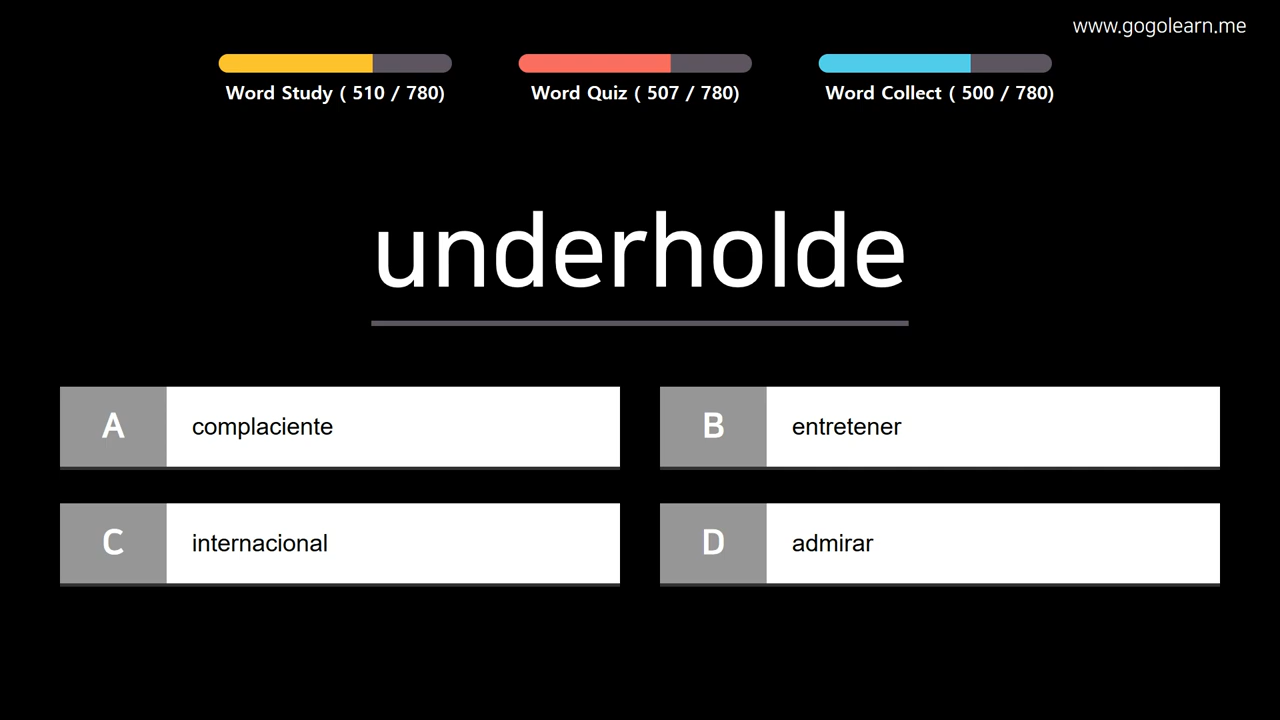 www.gogolearn.me
Word Study ( 510 / 780)
Word Quiz ( 507 / 780)
Word Collect ( 500 / 780)
underholde
A complaciente
B entretener
C internacional
D admirar